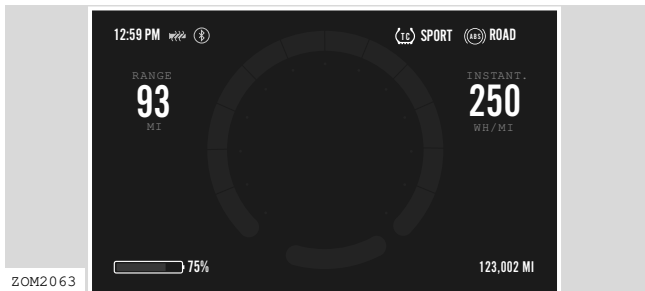 12:59 PM
TC SPORT
ABS ROAD
RANGE
93
MI
INSTANT.
250
WH/MI
75%
123,002 MI
ZOM2063